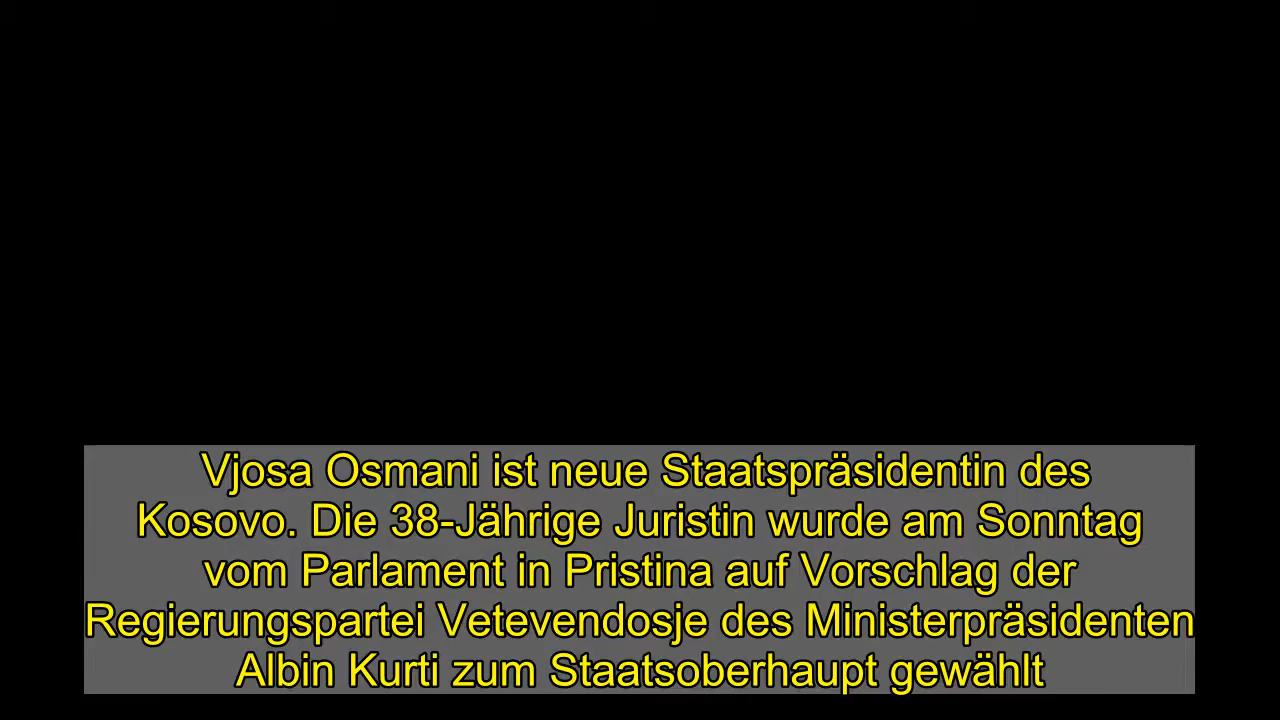 Vjosa Osmani ist neue Staatspräsidentin des
Kosovo. Die 38-Jährige Juristin wurde am Sonntag
vom Parlament in Pristina auf Vorschlag der
Regierungspartei Vetevendosje des Ministerpräsidenten
Albin Kurti zum Staatsoberhaupt gewählt